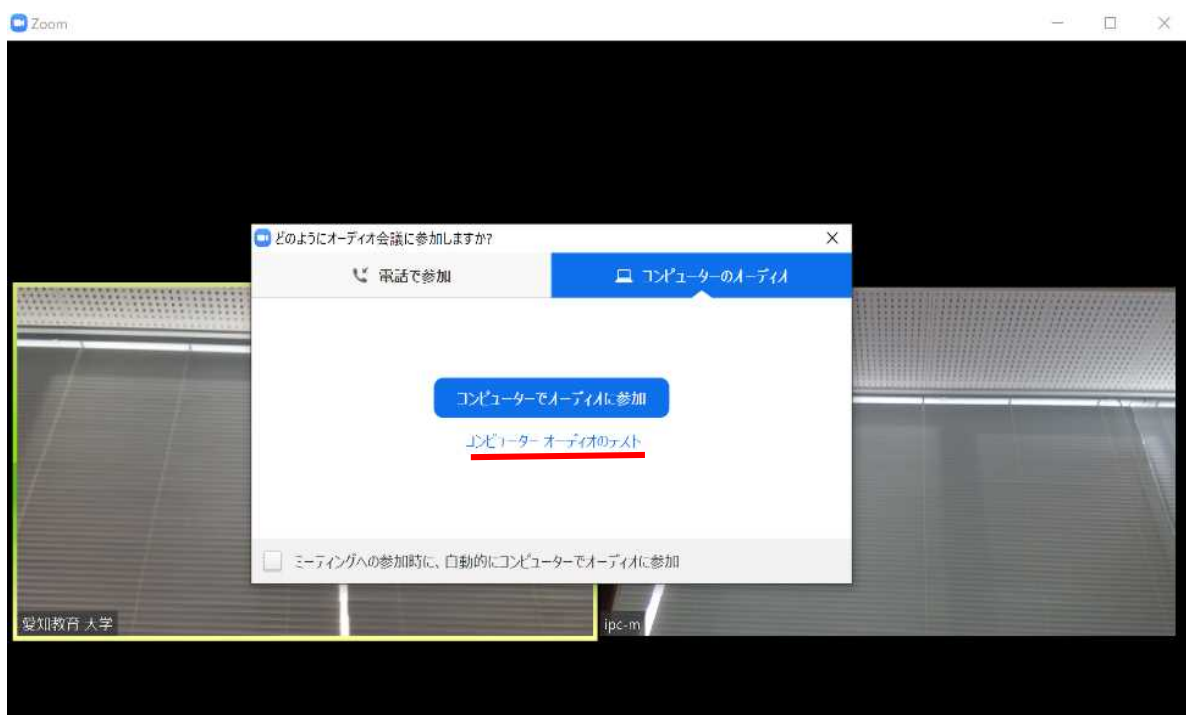 Zoom
どのようにオーディオ会議に参加しますか?
電話で参加
コンピューターのオーディオ
コンピューターでオーディオに参加
コンピューター オーディオのテスト
ミーティングへの参加時に、自動的にコンピューターでオーディオに参加
愛知教育 大学
ipc-m